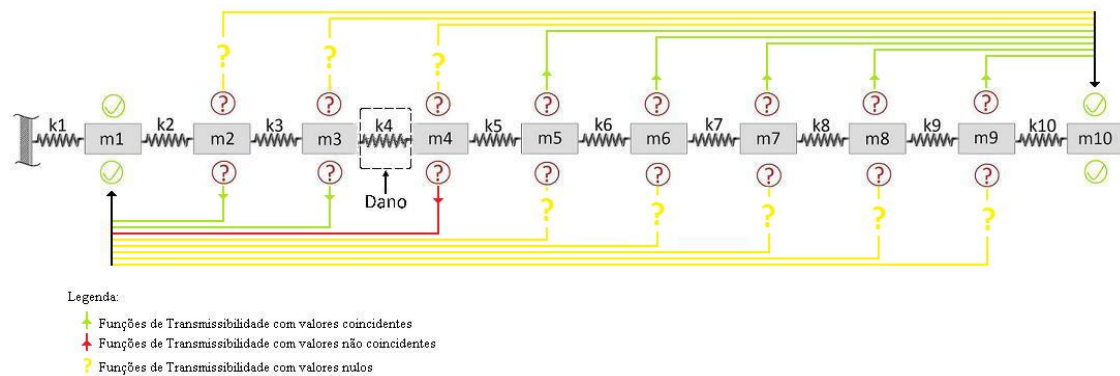 ? ? ?
? ? ? ? ? ? ? ?
k1 k2 k3 k4 k5 k6 k7 k8 k9 k10
m1 m2 m3 m4 m5 m6 m7 m8 m9 m10
? ? ? ? ? ? ? ?
Dano
? ? ? ? ?
Legenda:
Funções de Transmissibilidade com valores coincidentes
Funções de Transmissibilidade com valores não coincidentes
? Funções de Transmissibilidade com valores nulos